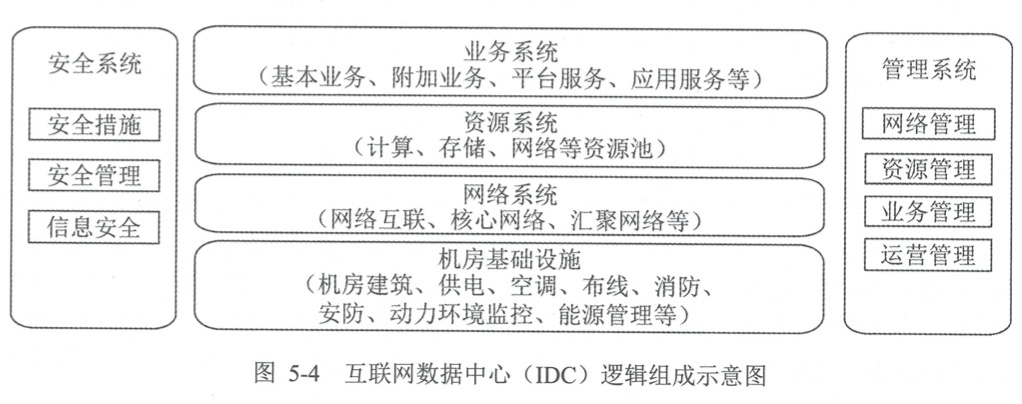 安全系统
安全措施
安全管理
信息安全
业务系统
（基本业务、附加业务、平台服务、应用服务等）
资源系统
（计算、存储、网络等资源池）
网络系统
（网络互联、核心网络、汇聚网络等）
机房基础设施
（机房建筑、供电、空调、布线、消防、
安防、动力环境监控、能源管理等）
管理系统
网络管理
资源管理
业务管理
运营管理
图 5-4 互联网数据中心（IDC）逻辑组成示意图